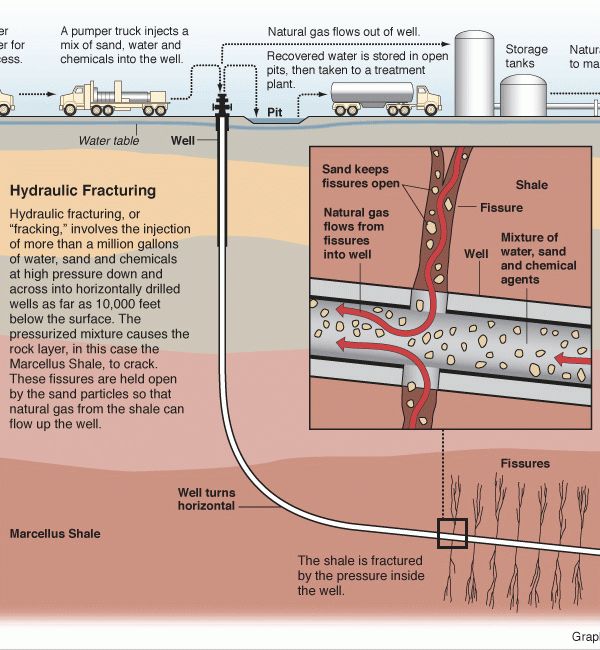 er
er for
cess.
A pumper truck injects a
mix of sand, water and
chemicals into the well.
Natural gas flows out of well.
Recovered water is stored in open
pits, then taken to a treatment
plant.
Storage
tanks
Natura
to ma
Pit
Water table
Well
Hydraulic Fracturing
Hydraulic fracturing, or
“fracking,” involves the injection
of more than a million gallons
of water, sand and chemicals
at high pressure down and
across into horizontally drilled
wells as far as 10,000 feet
below the surface. The
pressurized mixture causes the
rock layer, in this case the
Marcellus Shale, to crack.
These fissures are held open
by the sand particles so that
natural gas from the shale can
flow up the well.
Sand keeps
fissures open
Shale
Fissure
Natural gas
flows from
fissures
into well
Well
Mixture of
water, sand
and chemical
agents
Fissures
Well turns
horizontal
Marcellus Shale
The shale is fractured
by the pressure inside
the well.
Graph